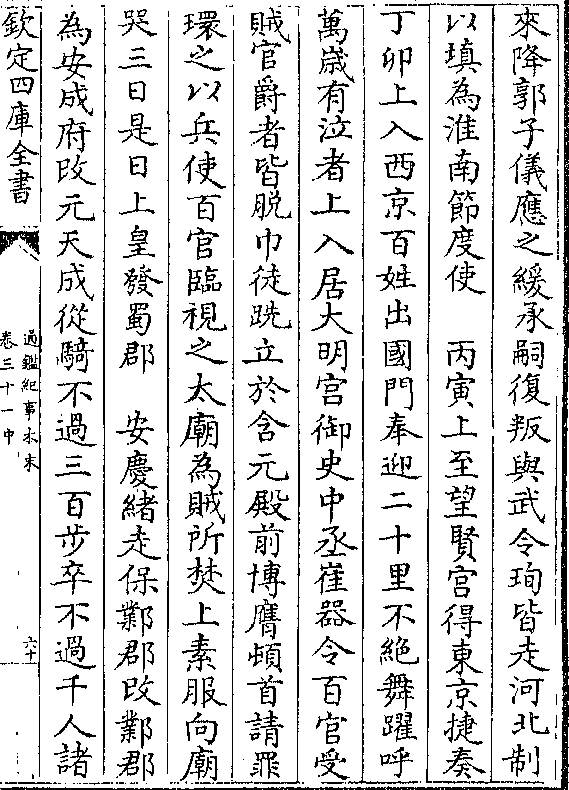 來降郭子儀應之緩承嗣復叛與武令珣皆走河北制
以瑱為淮南節度使　丙寅上至望賢宮得東京捷奏
丁卯上入西京百姓出國門奉迎二十里不絶舞躍呼
萬歲有泣者上入居大明宮御史中丞崔器令百官受
賊官爵者皆脱巾徒跣立於含元殿前博膺頓首請罪
環之以兵使百官臨視之太廟為賊所焚上素服向廟
哭三日是日上皇發蜀郡　安慶緒走保鄴郡改鄴郡
為安成府改元天成從騎不過三百步卒不過千人諸
欽定四庫全書
通鑑紀事本末
卷三十一中
六十